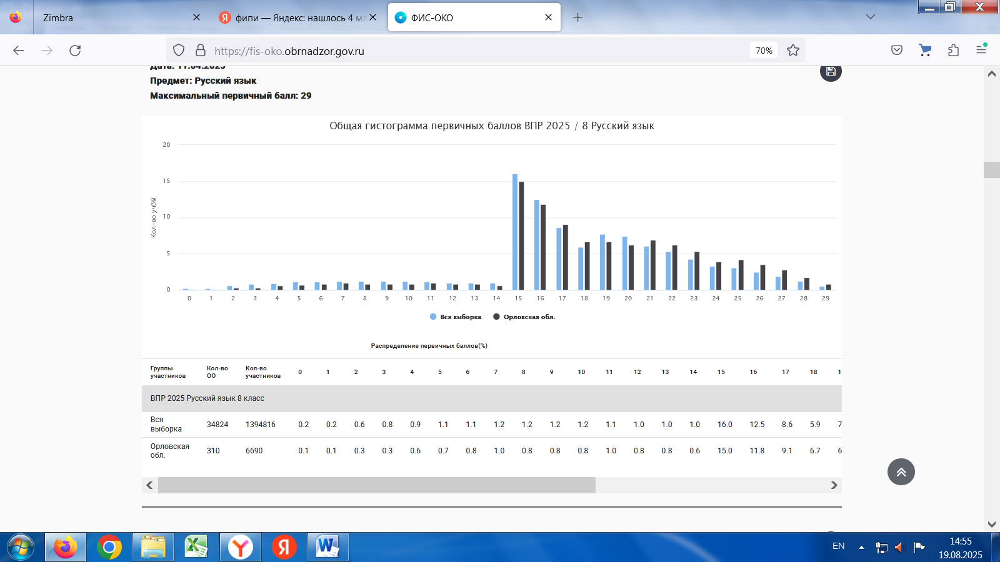 Zimbra
фипи — Яндекс: нашлось 4 мл
ФИС-ОКО
https://fis-oko.obrnadzor.gov.ru
70%
Дата: 11.04.2025
Предмет: Русский язык
Максимальный первичный балл: 29
Общая гистограмма первичных баллов ВПР 2025 / 8 Русский язык
Кол-во уч(%)
20
15
10
5
0
0 1 2 3 4 5 6 7 8 9 10 11 12 13 14 15 16 17 18 19 20 21 22 23 24 25 26 27 28 29
Вся выборка Орловская обл.
Распределение первичных баллов(%)
Группы участников Кол-во ОО Кол-во участников 0 1 2 3 4 5 6 7 8 9 10 11 12 13 14 15 16 17 18 1
ВПР 2025 Русский язык 8 класс
Вся выборка 34824 1394816 0.2 0.2 0.6 0.8 0.9 1.1 1.1 1.2 1.2 1.2 1.2 1.1 1.0 1.0 1.0 16.0 12.5 8.6 5.9 7
Орловская обл. 310 6690 0.1 0.1 0.3 0.3 0.6 0.7 0.8 1.0 0.8 0.8 0.8 1.0 0.8 0.8 0.6 15.0 11.8 9.1 6.7 6
EN
14:55
19.08.2025